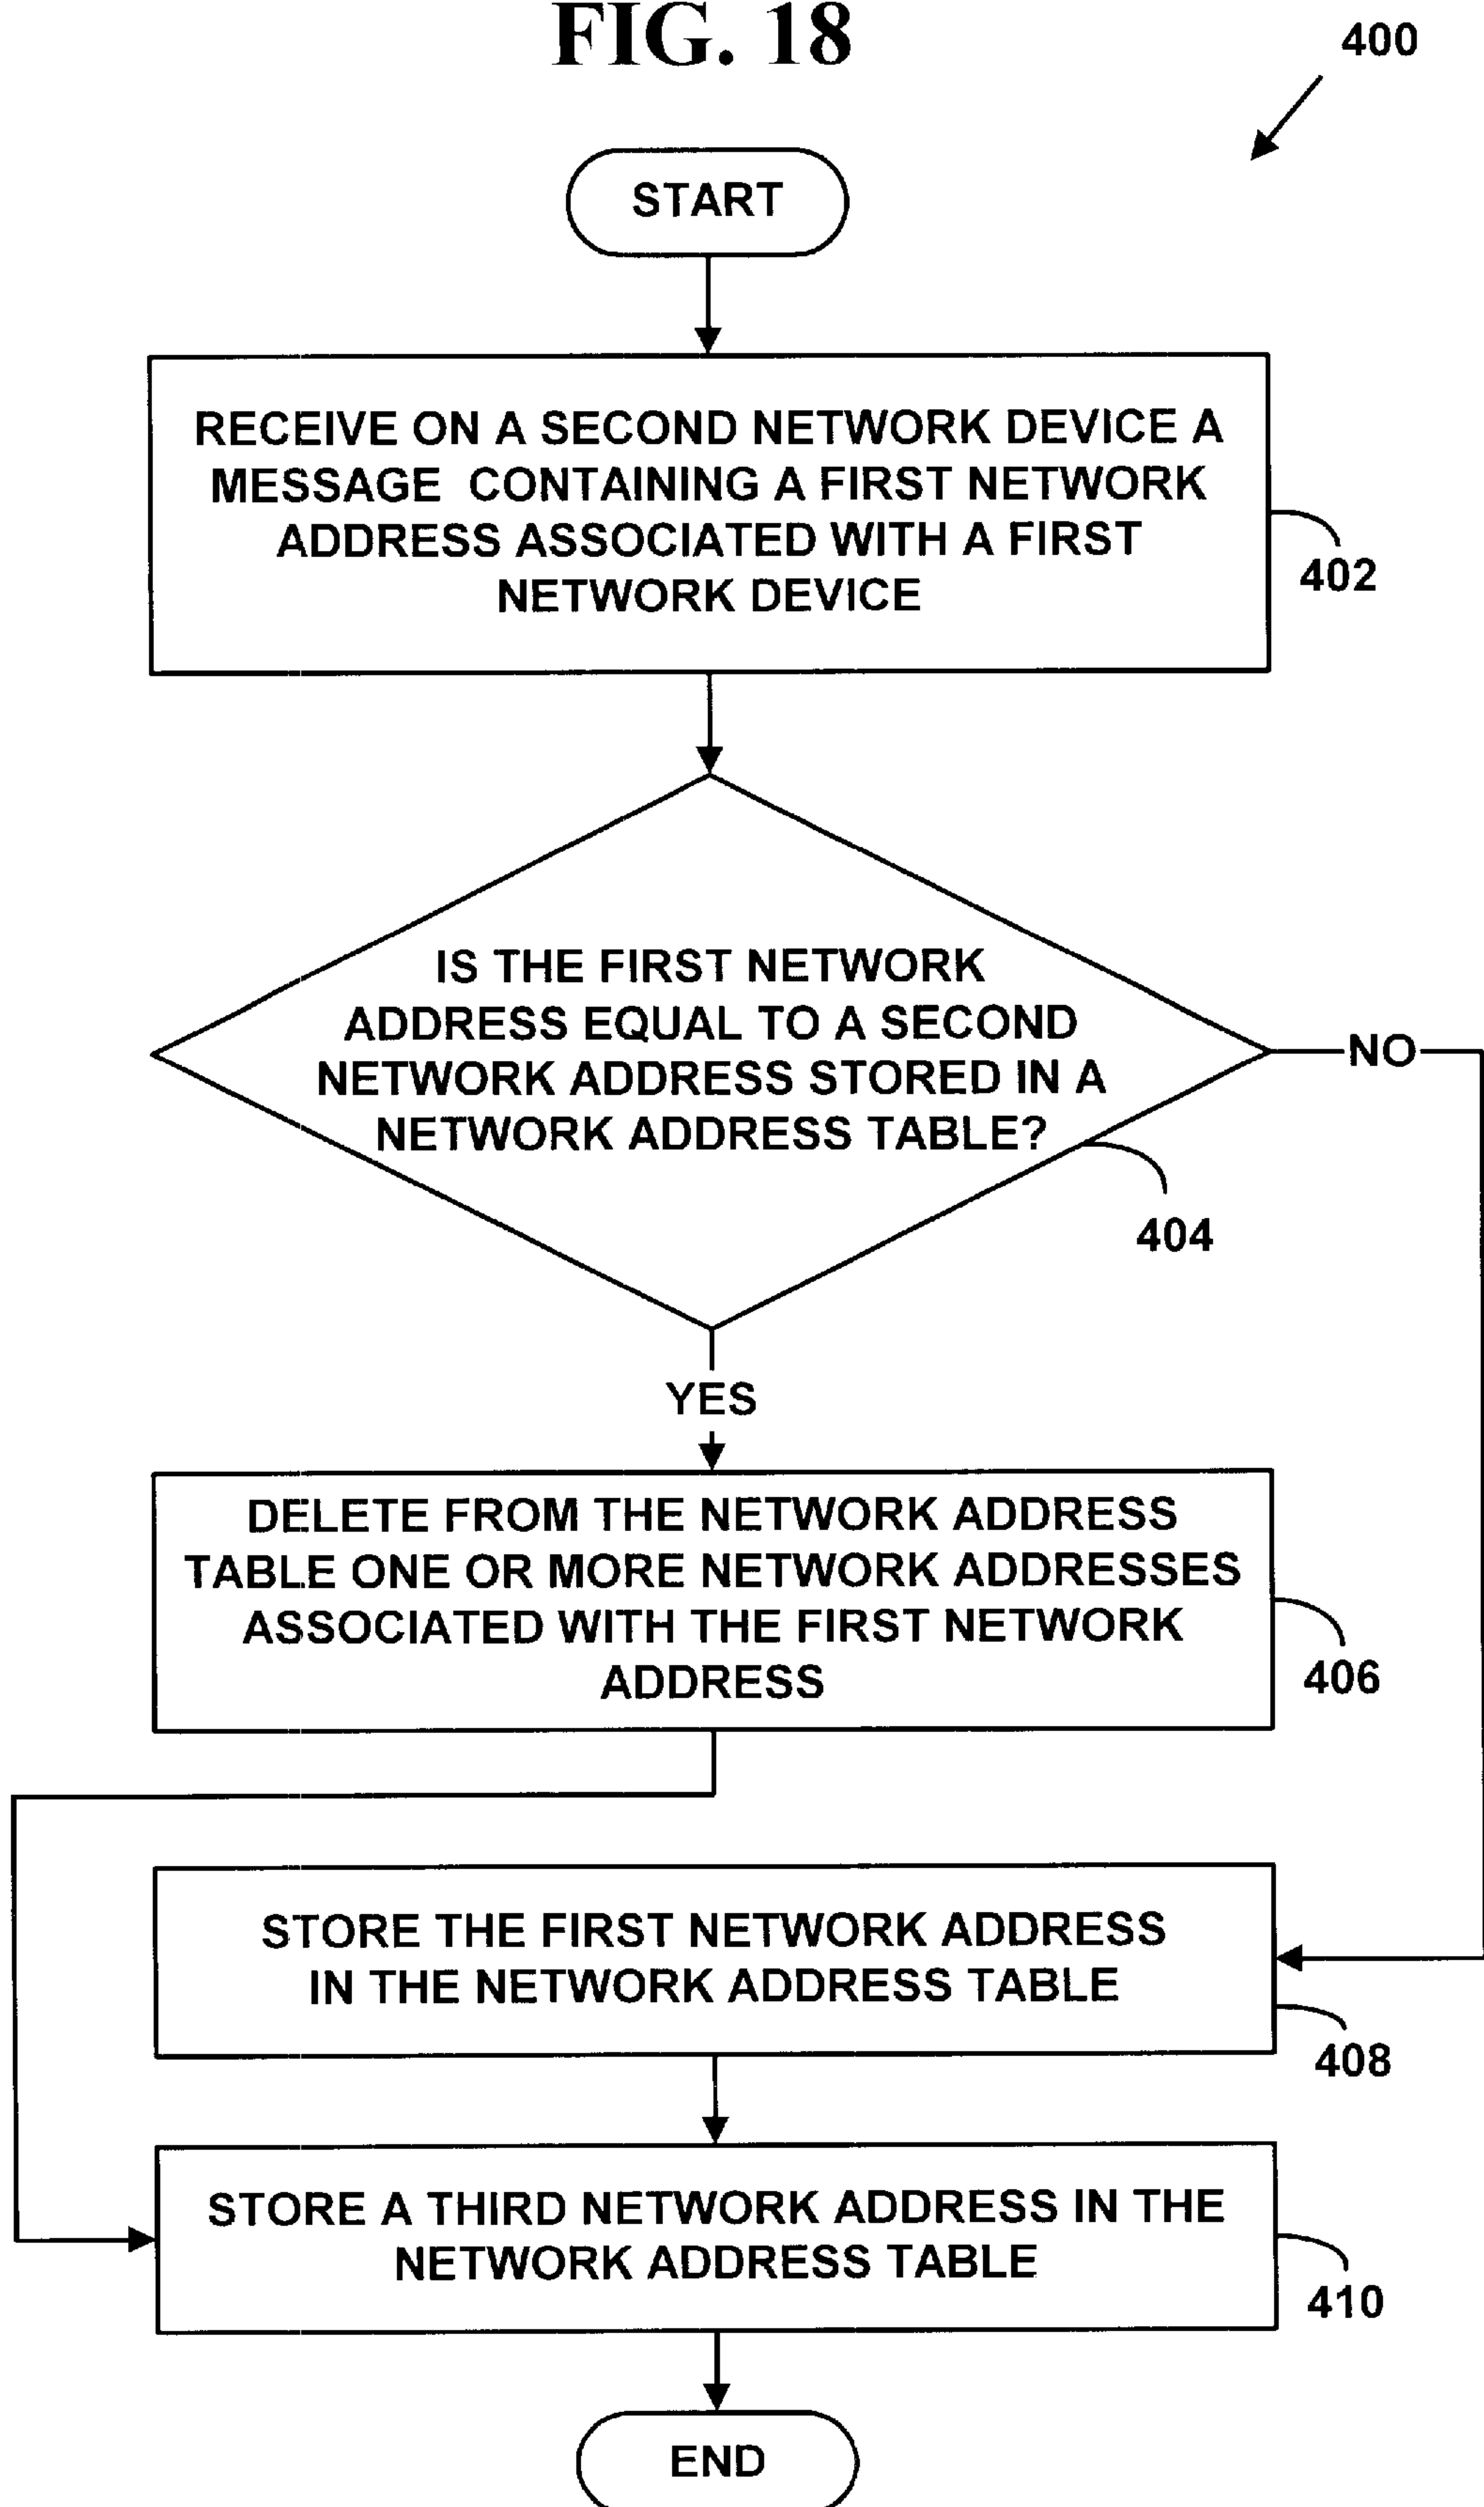 FIG. 18
400
START
RECEIVE ON A SECOND NETWORK DEVICE A
MESSAGE CONTAINING A FIRST NETWORK
ADDRESS ASSOCIATED WITH A FIRST
NETWORK DEVICE
402
IS THE FIRST NETWORK
ADDRESS EQUAL TO A SECOND
NETWORK ADDRESS STORED IN A
NETWORK ADDRESS TABLE?
NO
404
YES
DELETE FROM THE NETWORK ADDRESS
TABLE ONE OR MORE NETWORK ADDRESSES
ASSOCIATED WITH THE FIRST NETWORK
ADDRESS
406
STORE THE FIRST NETWORK ADDRESS
IN THE NETWORK ADDRESS TABLE
408
STORE A THIRD NETWORK ADDRESS IN THE
NETWORK ADDRESS TABLE
410
END